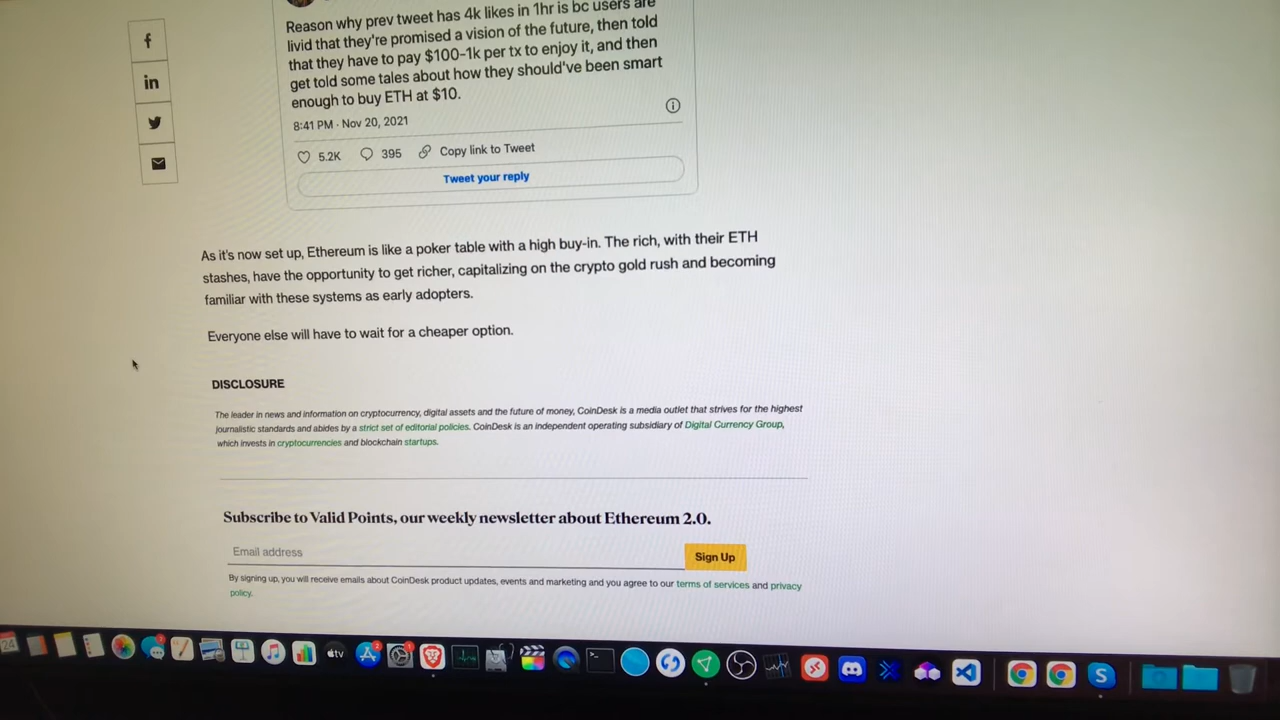 Reason why prev tweet has 4k likes in 1hr is bc users are
livid that they're promised a vision of the future, then told
that they have to pay $100-1k per tx to enjoy it, and then
get told some tales about how they should've been smart
enough to buy ETH at $10.
8:41 PM · Nov 20, 2021
5.2K 395 Copy link to Tweet
Tweet your reply
As it's now set up, Ethereum is like a poker table with a high buy-in. The rich, with their ETH
stashes, have the opportunity to get richer, capitalizing on the crypto gold rush and becoming
familiar with these systems as early adopters.
Everyone else will have to wait for a cheaper option.
DISCLOSURE
The leader in news and information on cryptocurrency, digital assets and the future of money, CoinDesk is a media outlet that strives for the highest
journalistic standards and abides by a strict set of editorial policies. CoinDesk is an independent operating subsidiary of Digital Currency Group,
which invests in cryptocurrencies and blockchain startups.
Subscribe to Valid Points, our weekly newsletter about Ethereum 2.0.
Email address
Sign Up
By signing up, you will receive emails about CoinDesk product updates, events and marketing and you agree to our terms of services and privacy
policy.
24 tv